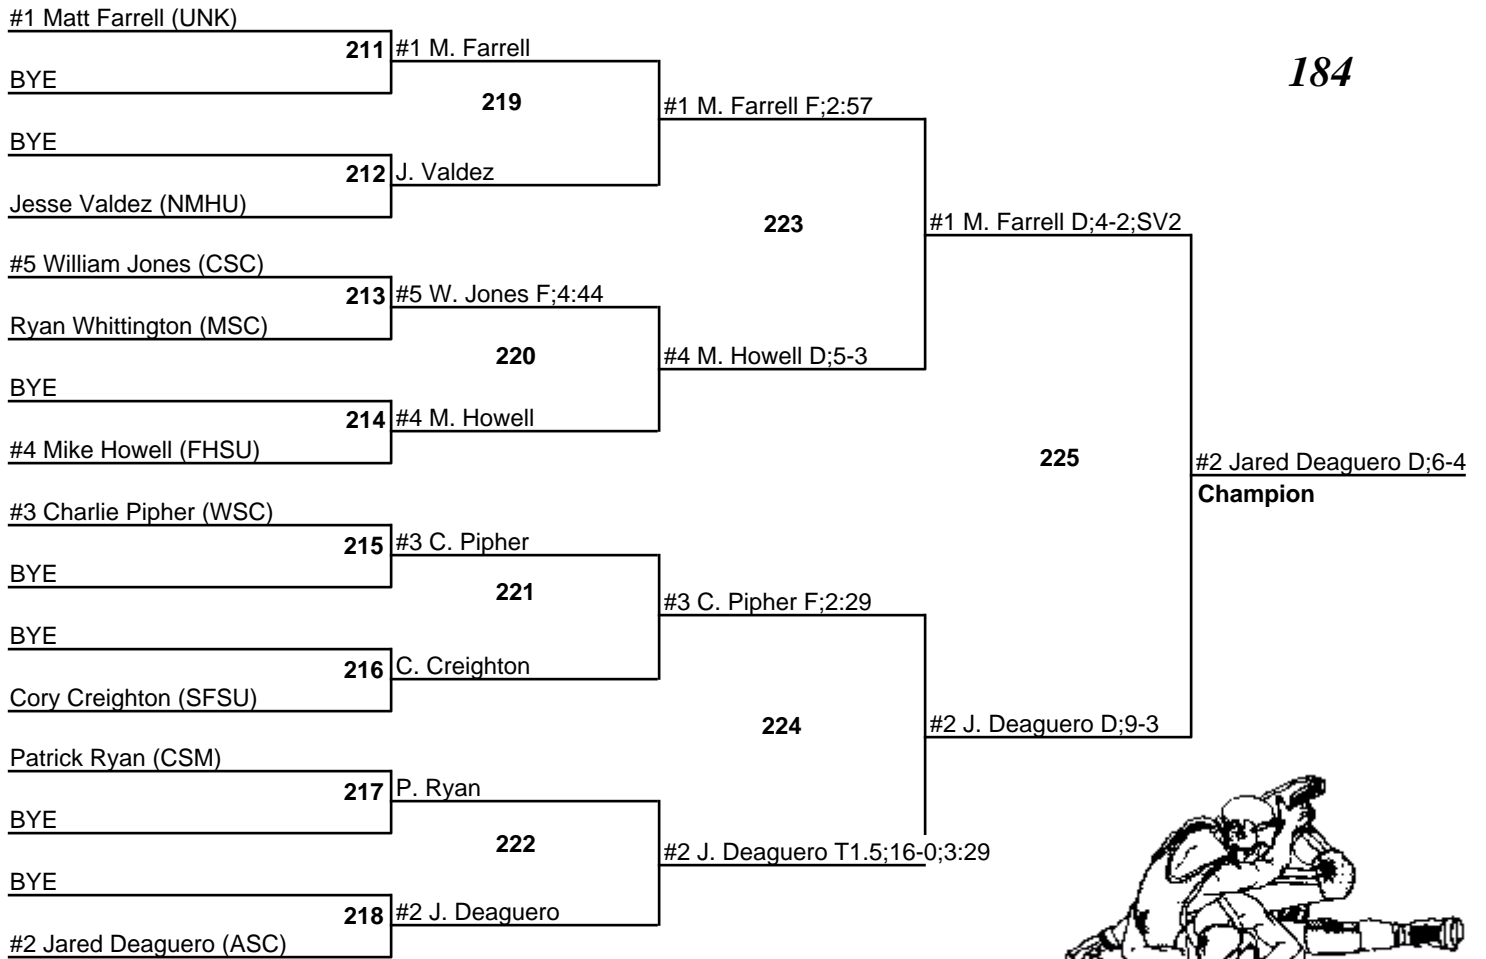 #1 Matt Farrell (UNK)
211 #1 M. Farrell
184
BYE
219
#1 M. Farrell F;2:57
BYE
212 J. Valdez
Jesse Valdez (NMHU)
223
#1 M. Farrell D;4-2;SV2
#5 William Jones (CSC)
213 #5 W. Jones F;4:44
Ryan Whittington (MSC)
220
#4 M. Howell D;5-3
BYE
214 #4 M. Howell
#4 Mike Howell (FHSU)
225
#2 Jared Deaguero D;6-4
Champion
#3 Charlie Pipher (WSC)
215 #3 C. Pipher
BYE
221
#3 C. Pipher F;2:29
BYE
216 C. Creighton
Cory Creighton (SFSU)
224
#2 J. Deaguero D;9-3
Patrick Ryan (CSM)
217 P. Ryan
BYE
222
#2 J. Deaguero T1.5;16-0;3:29
BYE
218 #2 J. Deaguero
#2 Jared Deaguero (ASC)